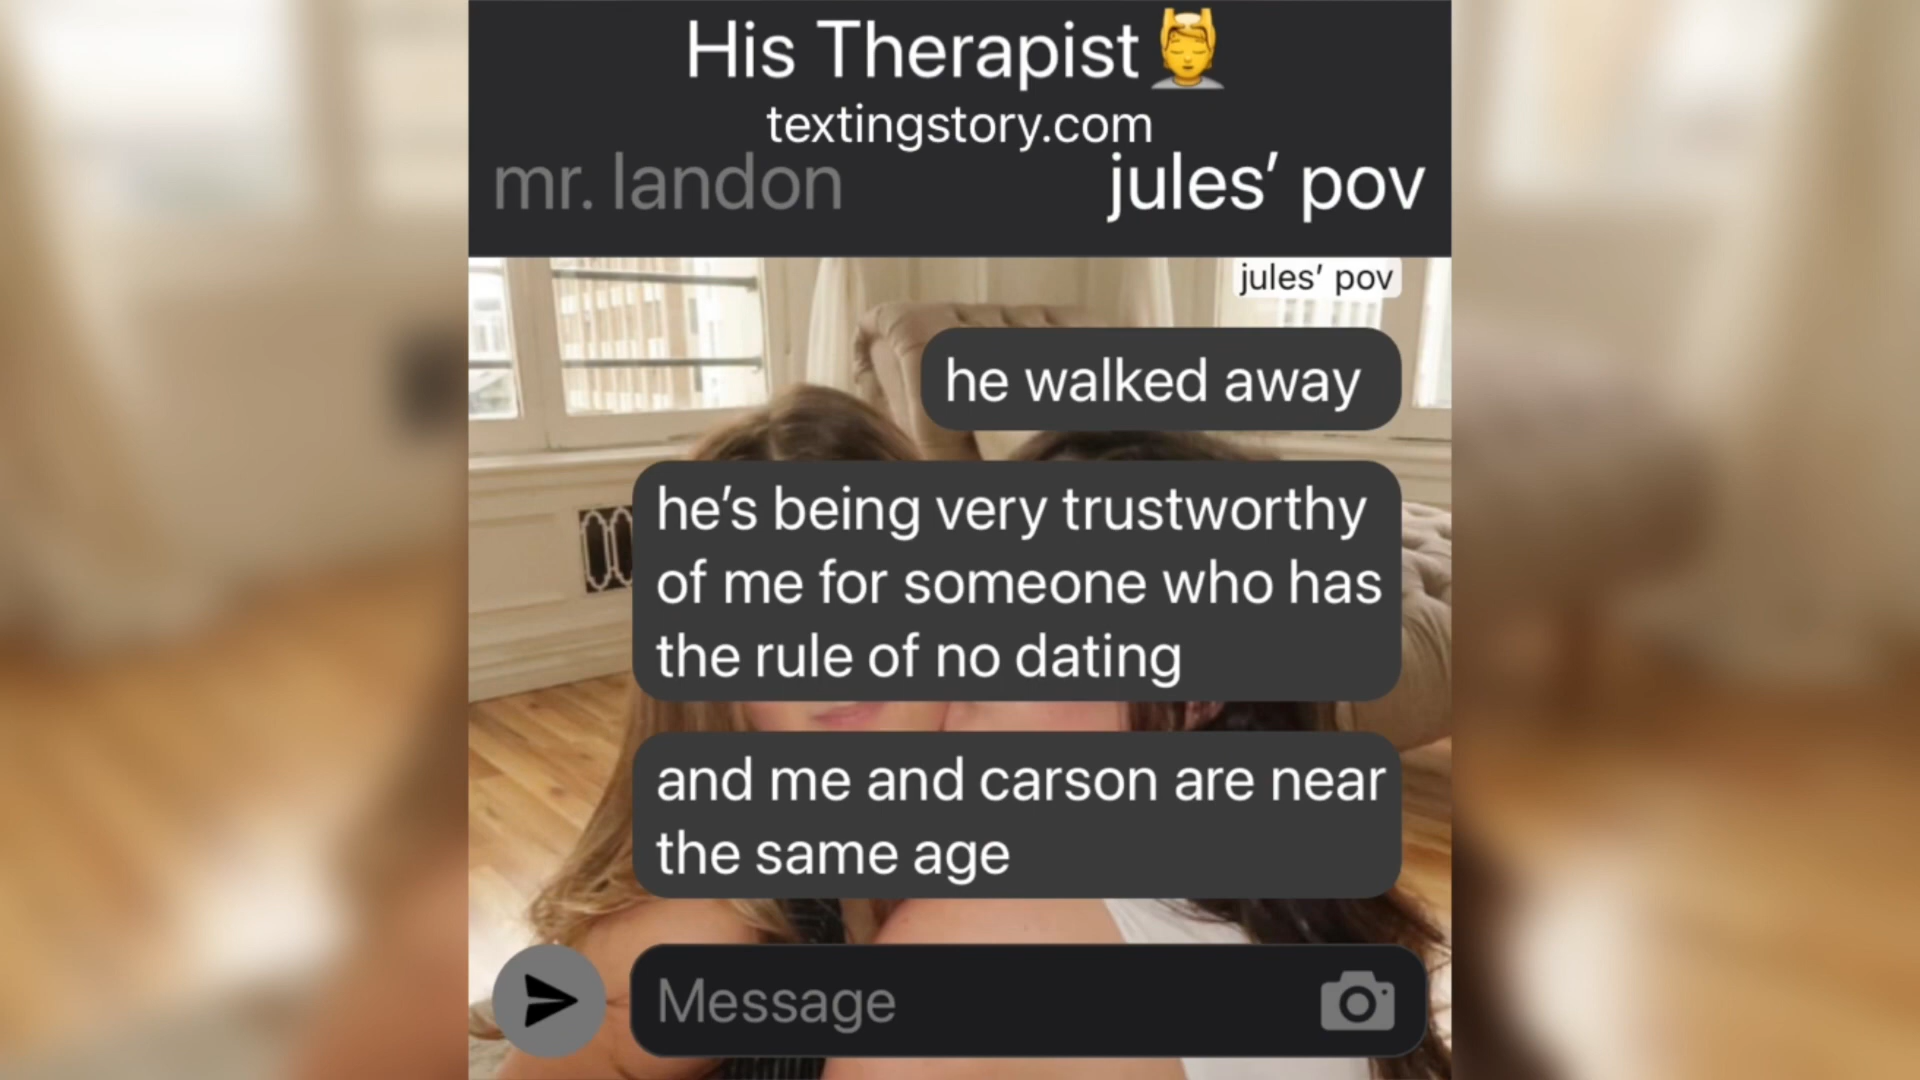 His Therapist💆
textingstory.com
mr. landon
jules’ pov
jules’ pov
he walked away
he’s being very trustworthy
of me for someone who has
the rule of no dating
and me and carson are near
the same age
Message